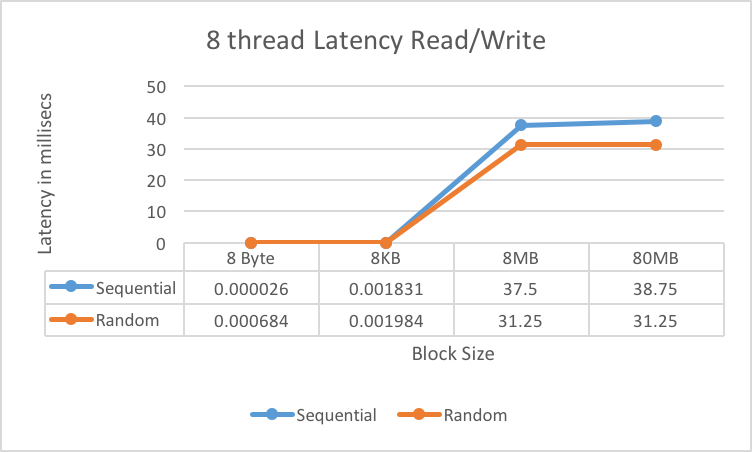 8 thread Latency Read/Write
Latency in millisecs
50
40
30
20
10
0
8 Byte 8KB 8MB 80MB
Sequential 0.000026 0.001831 37.5 38.75
Random 0.000684 0.001984 31.25 31.25
Block Size
Sequential Random